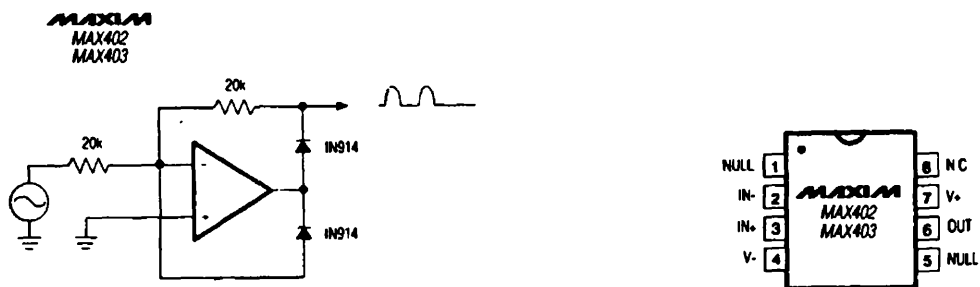 MAXIM
MAX402
MAX403
20k
20k
IN914
IN914
-
+
NULL 1
IN- 2
IN+ 3
V- 4
MAXIM
MAX402
MAX403
8 N C
7 V+
6 OUT
5 NULL